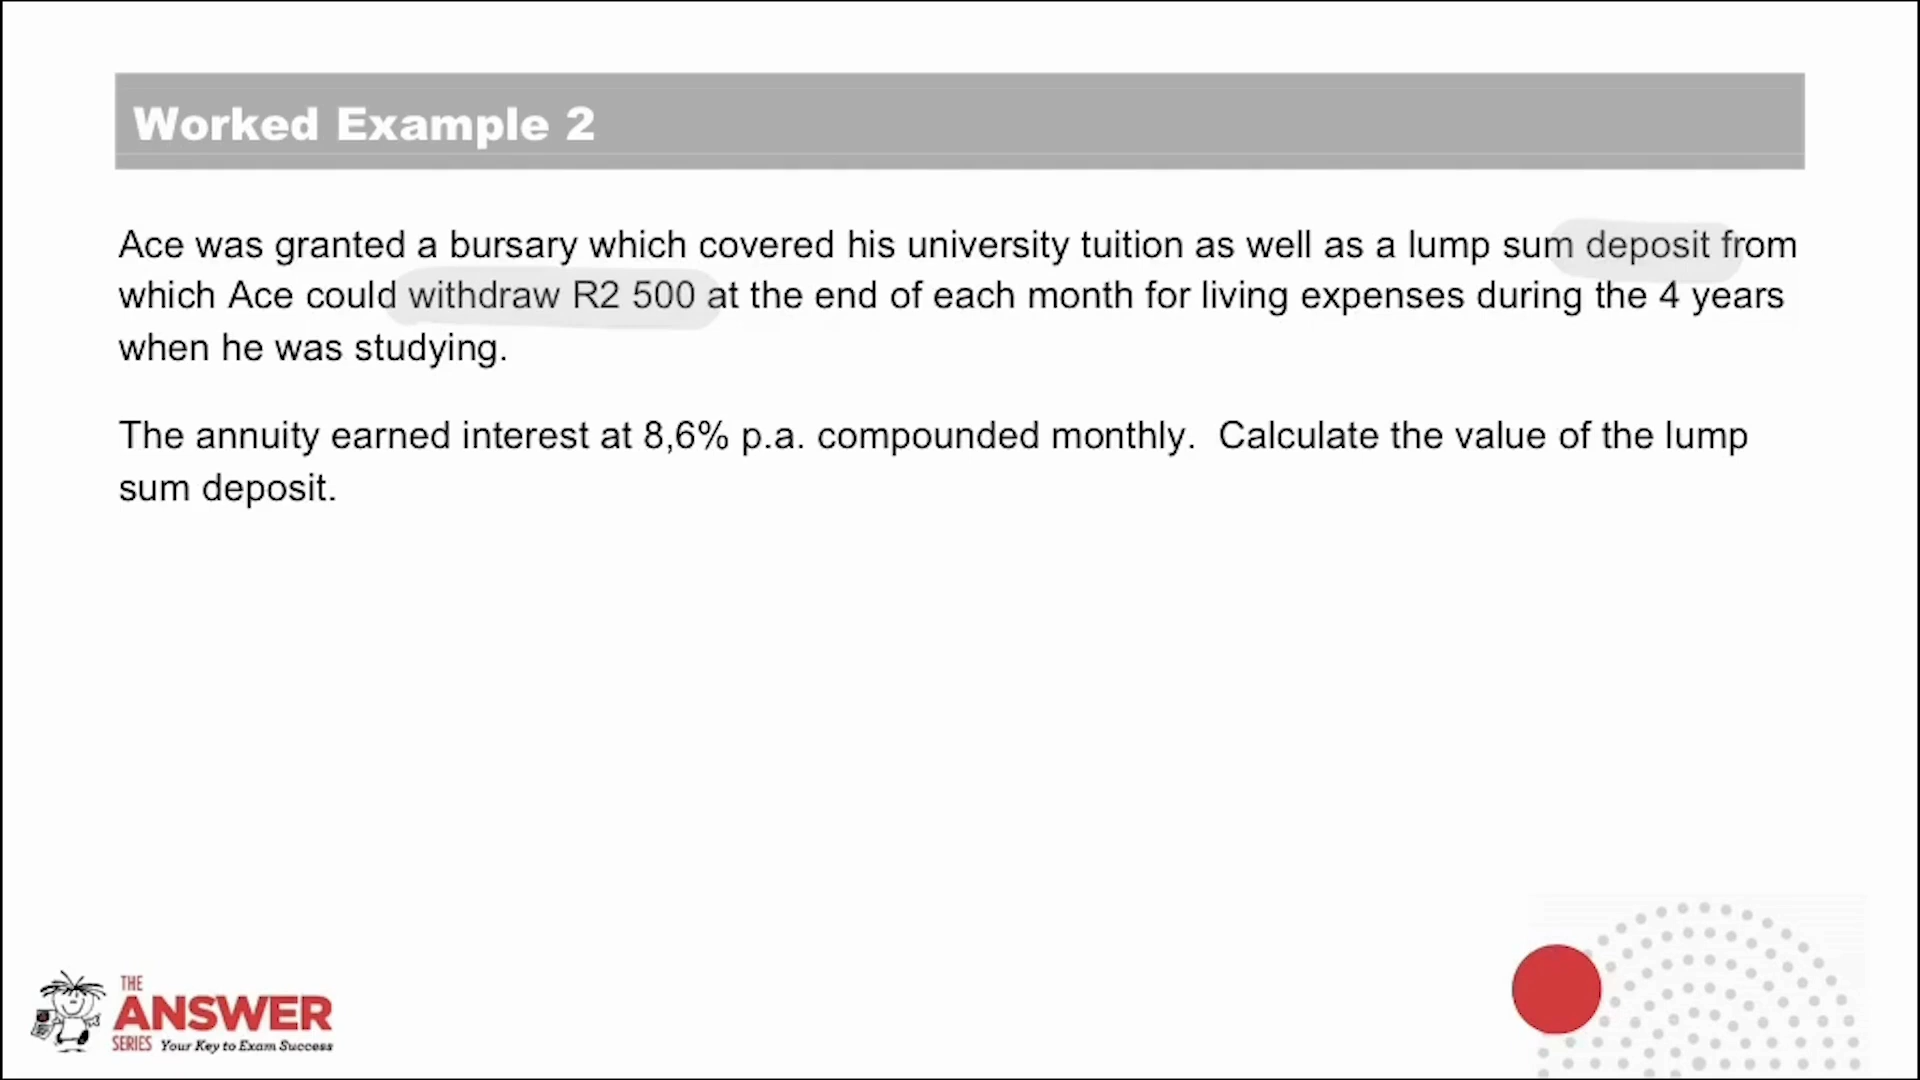 Worked Example 2
Ace was granted a bursary which covered his university tuition as well as a lump sum deposit from
which Ace could withdraw R2 500 at the end of each month for living expenses during the 4 years
when he was studying.
The annuity earned interest at 8,6% p.a. compounded monthly.  Calculate the value of the lump
sum deposit.
THE
ANSWER
SERIES Your Key to Exam Success